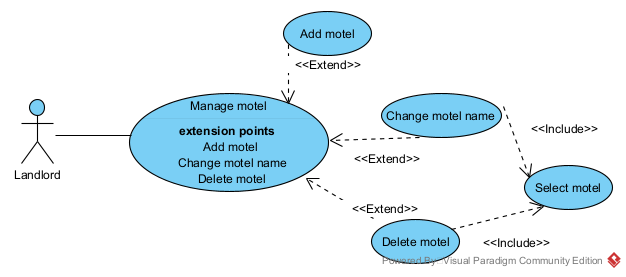 Add motel
<<Extend>>
Manage motel
extension points
Add motel
Change motel name
Delete motel
Change motel name
<<Include>>
<<Extend>>
Landlord
Select motel
<<Extend>>
Delete motel
<<Include>>
Powered By Visual Paradigm Community Edition